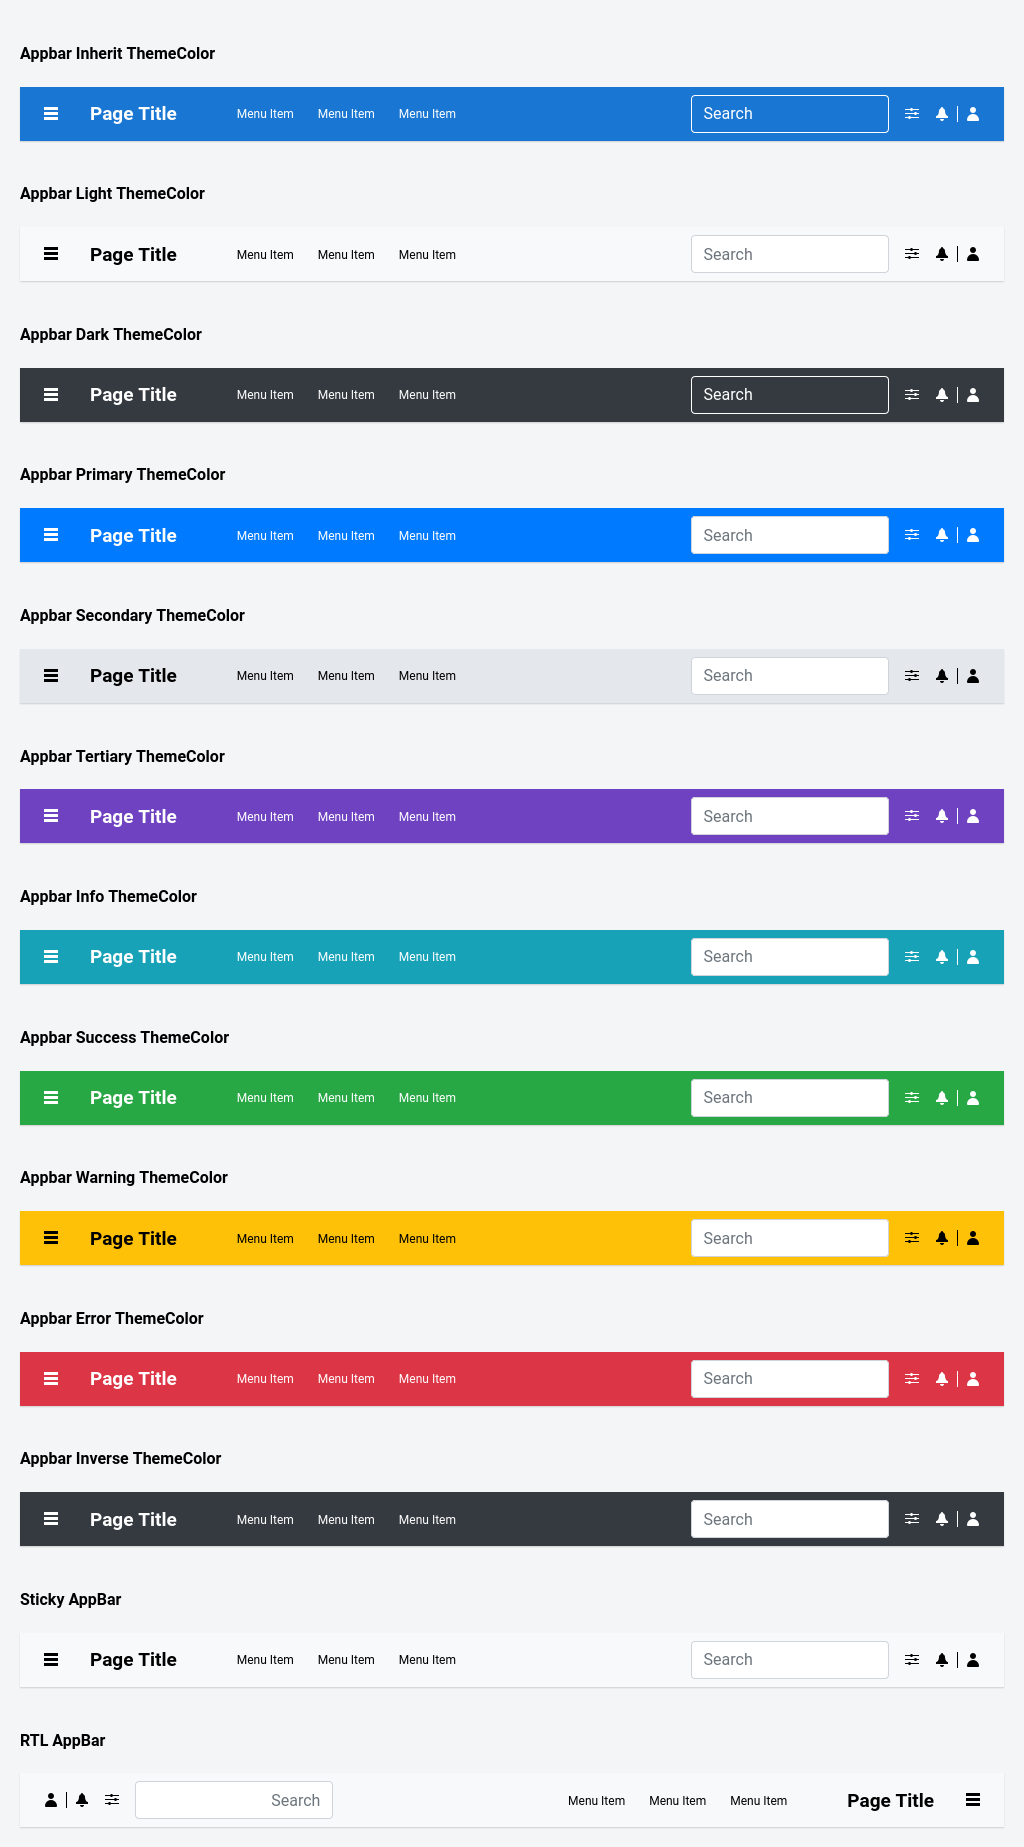 Appbar Inherit ThemeColor
Page Title Menu Item Menu Item Menu Item Search
Appbar Light ThemeColor
Page Title Menu Item Menu Item Menu Item Search
Appbar Dark ThemeColor
Page Title Menu Item Menu Item Menu Item Search
Appbar Primary ThemeColor
Page Title Menu Item Menu Item Menu Item Search
Appbar Secondary ThemeColor
Page Title Menu Item Menu Item Menu Item Search
Appbar Tertiary ThemeColor
Page Title Menu Item Menu Item Menu Item Search
Appbar Info ThemeColor
Page Title Menu Item Menu Item Menu Item Search
Appbar Success ThemeColor
Page Title Menu Item Menu Item Menu Item Search
Appbar Warning ThemeColor
Page Title Menu Item Menu Item Menu Item Search
Appbar Error ThemeColor
Page Title Menu Item Menu Item Menu Item Search
Appbar Inverse ThemeColor
Page Title Menu Item Menu Item Menu Item Search
Sticky AppBar
Page Title Menu Item Menu Item Menu Item Search
RTL AppBar
Search Menu Item Menu Item Menu Item Page Title